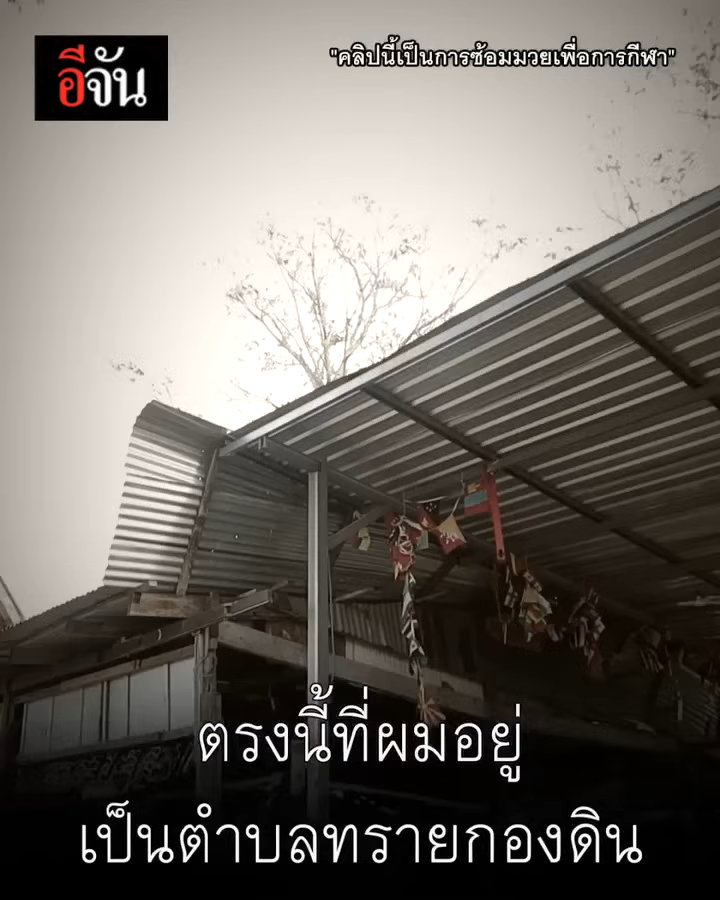 อีจัน
"คลิปนี้เป็นการซ้อมมวยเพื่อการกีฬา"
ตรงนี้ที่ผมอยู่
เป็นตำบลทรายกองดิน